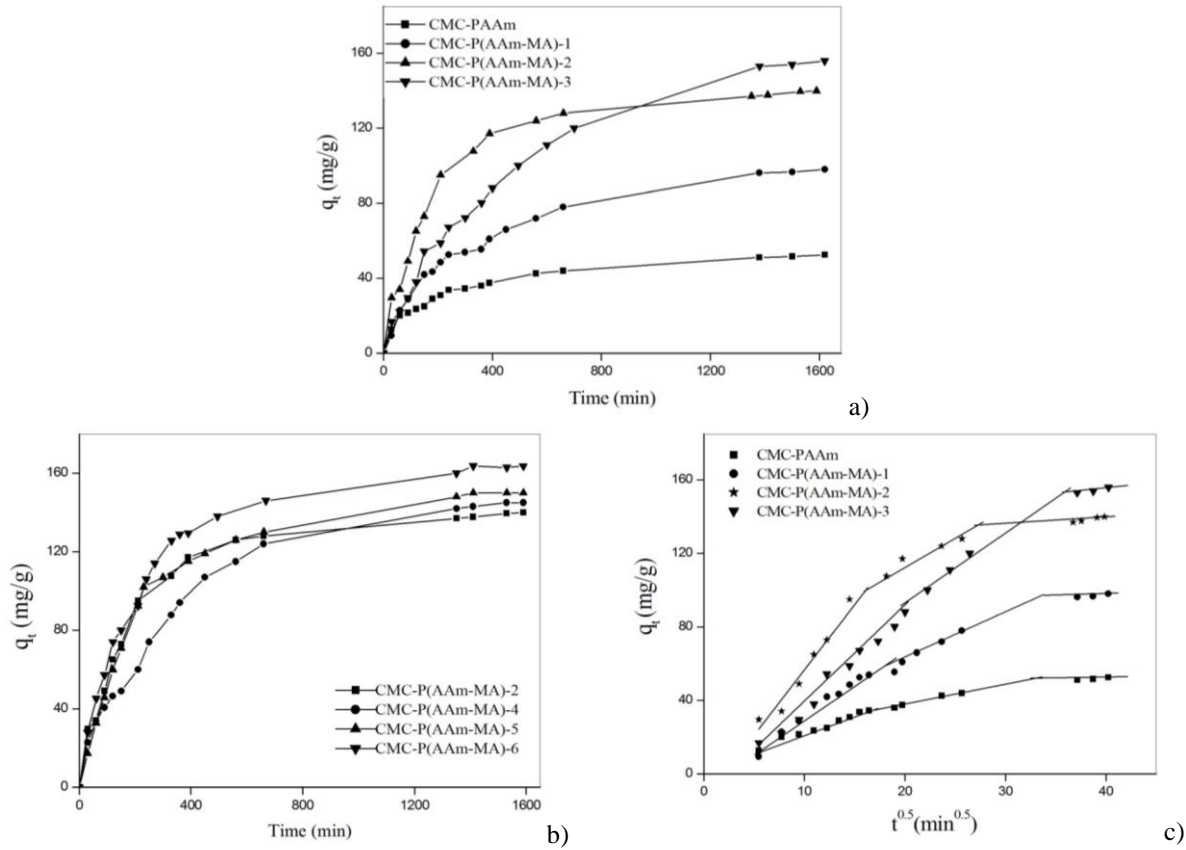 CMC-PAAm
CMC-P(AAm-MA)-1
CMC-P(AAm-MA)-2
CMC-P(AAm-MA)-3
160
120
80
40
0
qt (mg/g)
0 400 800 1200 1600
Time (min)
a)
160
120
80
40
0
qt (mg/g)
CMC-P(AAm-MA)-2
CMC-P(AAm-MA)-4
CMC-P(AAm-MA)-5
CMC-P(AAm-MA)-6
0 400 800 1200 1600
Time (min)
b)
CMC-PAAm
CMC-P(AAm-MA)-1
CMC-P(AAm-MA)-2
CMC-P(AAm-MA)-3
160
120
80
40
0
qt (mg/g)
0 10 20 30 40
t0.5(min0.5)
c)